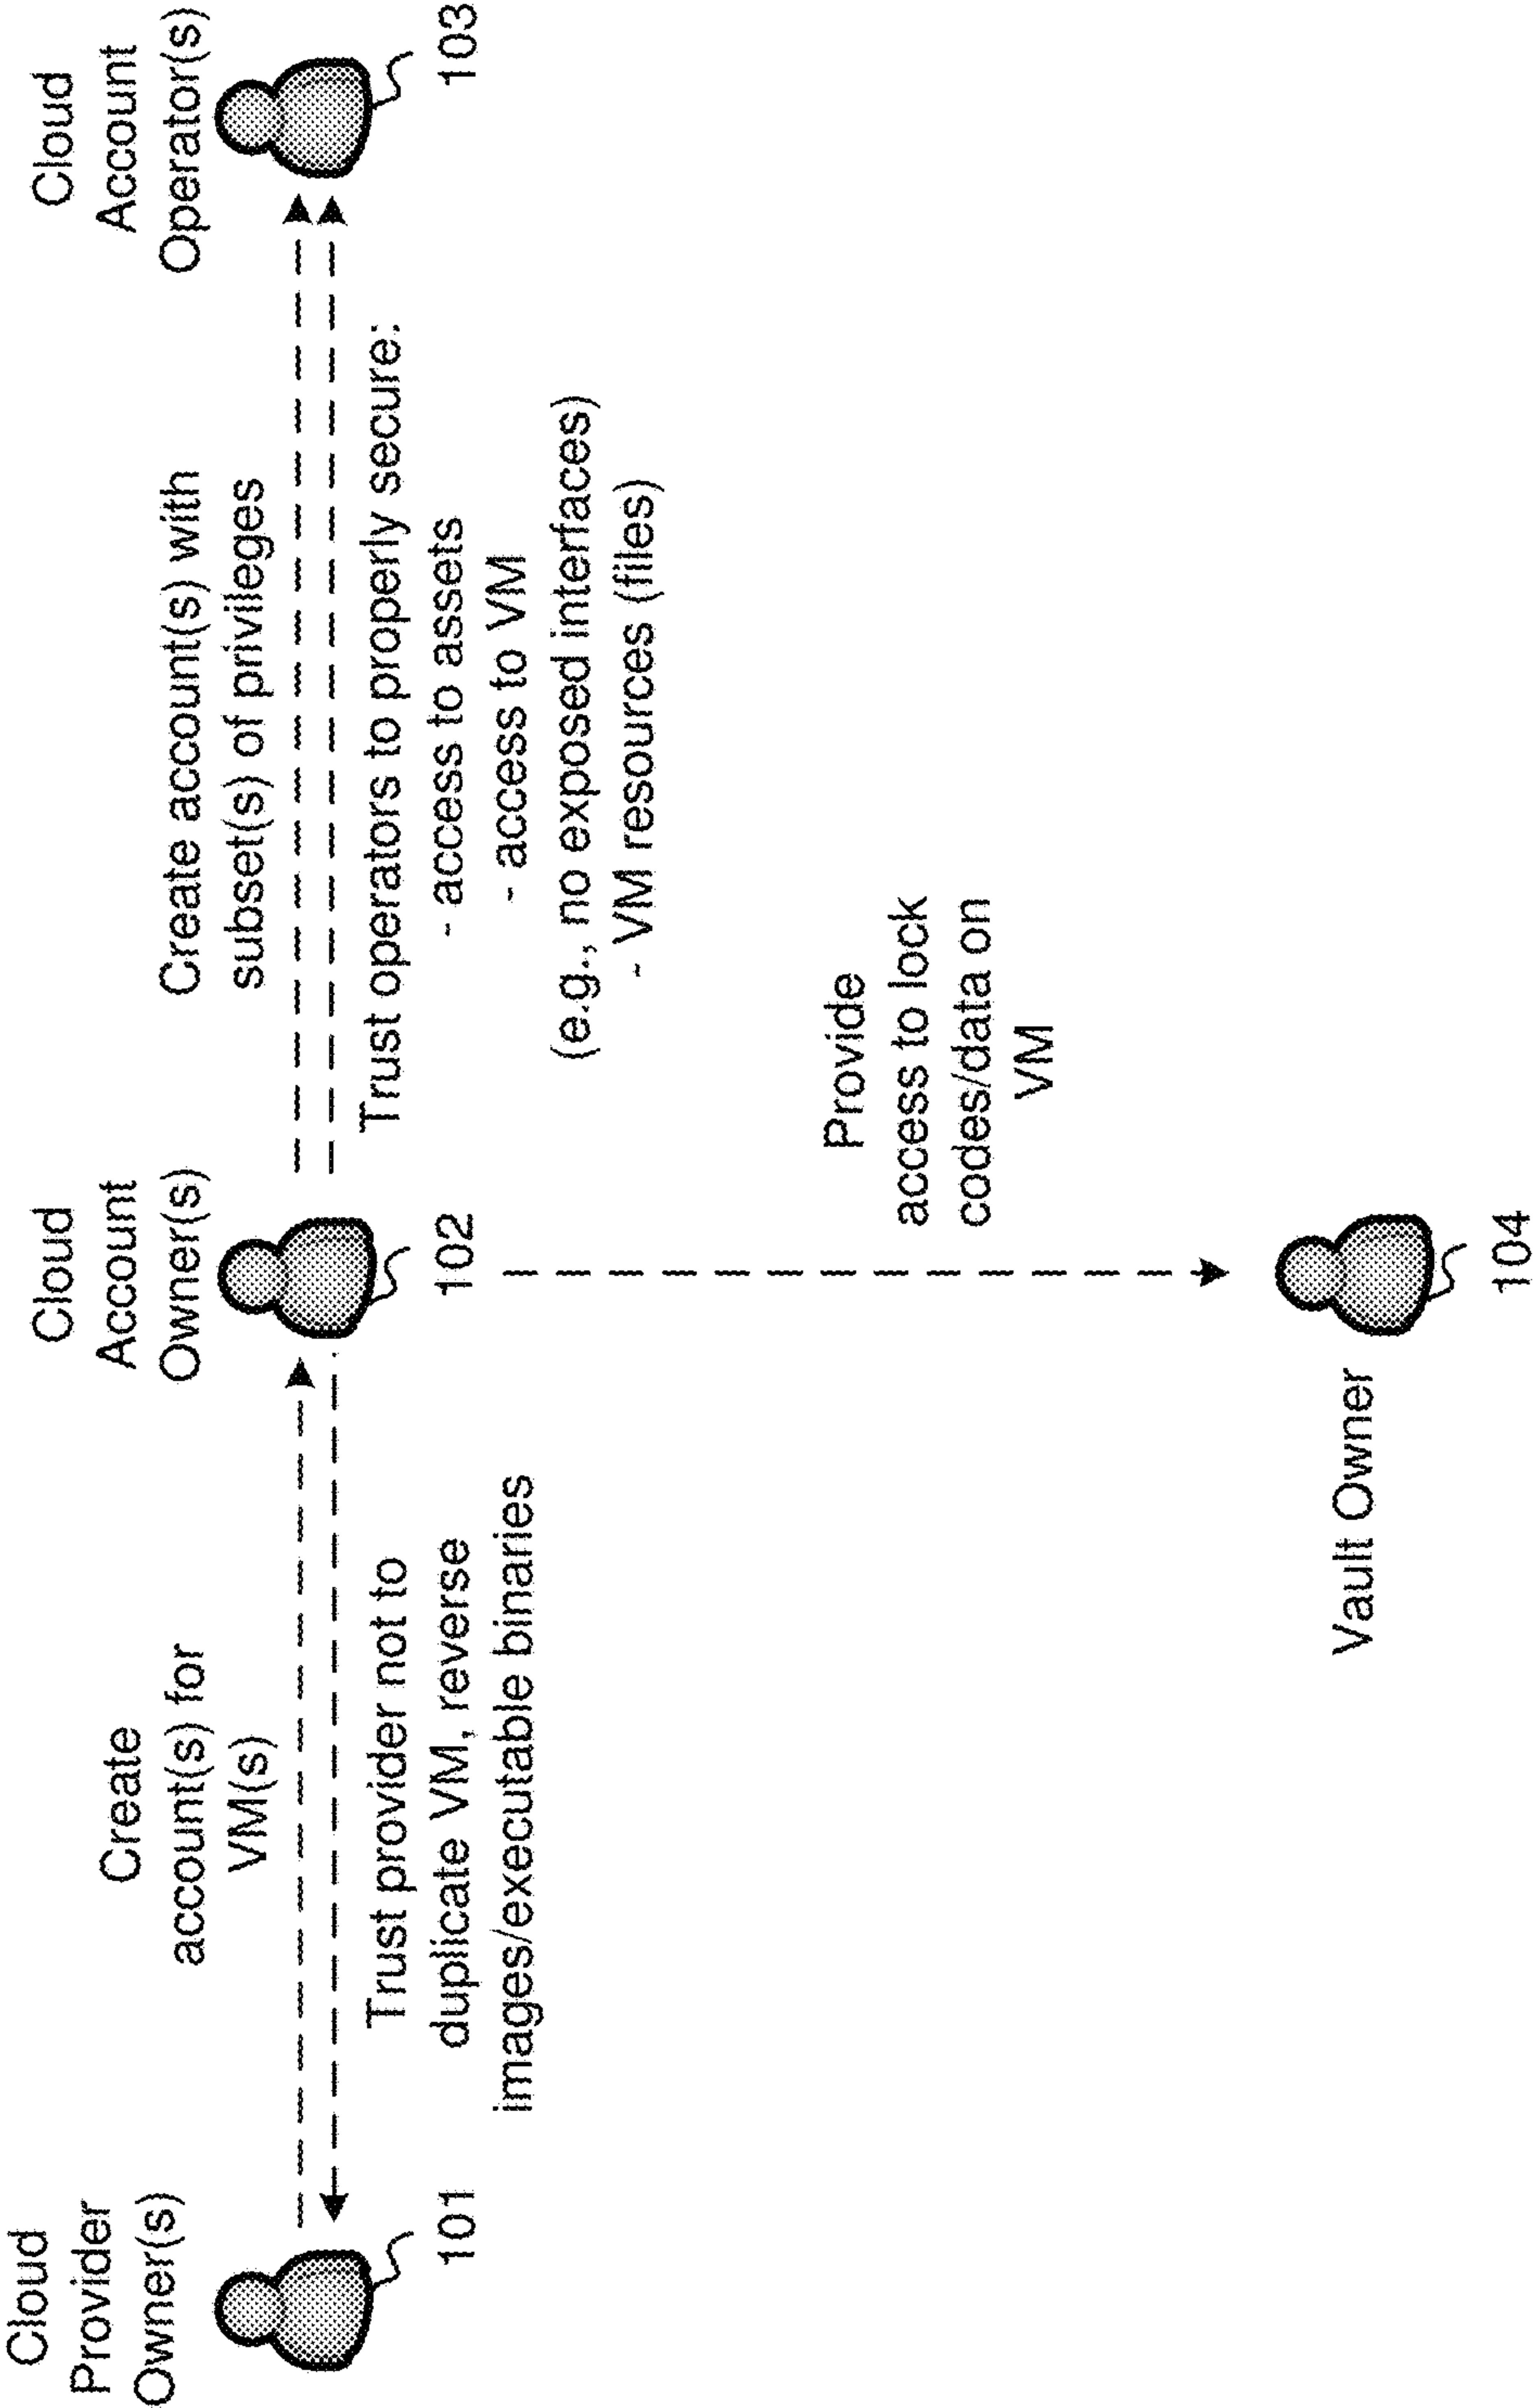 Cloud
Provider
Owner(s)
101
Create
account(s) for
VM(s)
Trust provider not to
duplicate VM, reverse
images/executable binaries
Cloud
Account
Owner(s)
102
Create account(s) with
subset(s) of privileges
Trust operators to properly secure:
- access to assets
- access to VM
(e.g., no exposed interfaces)
- VM resources (files)
Cloud
Account
Operator(s)
103
Provide
access to lock
codes/data on
VM
Vault Owner
104